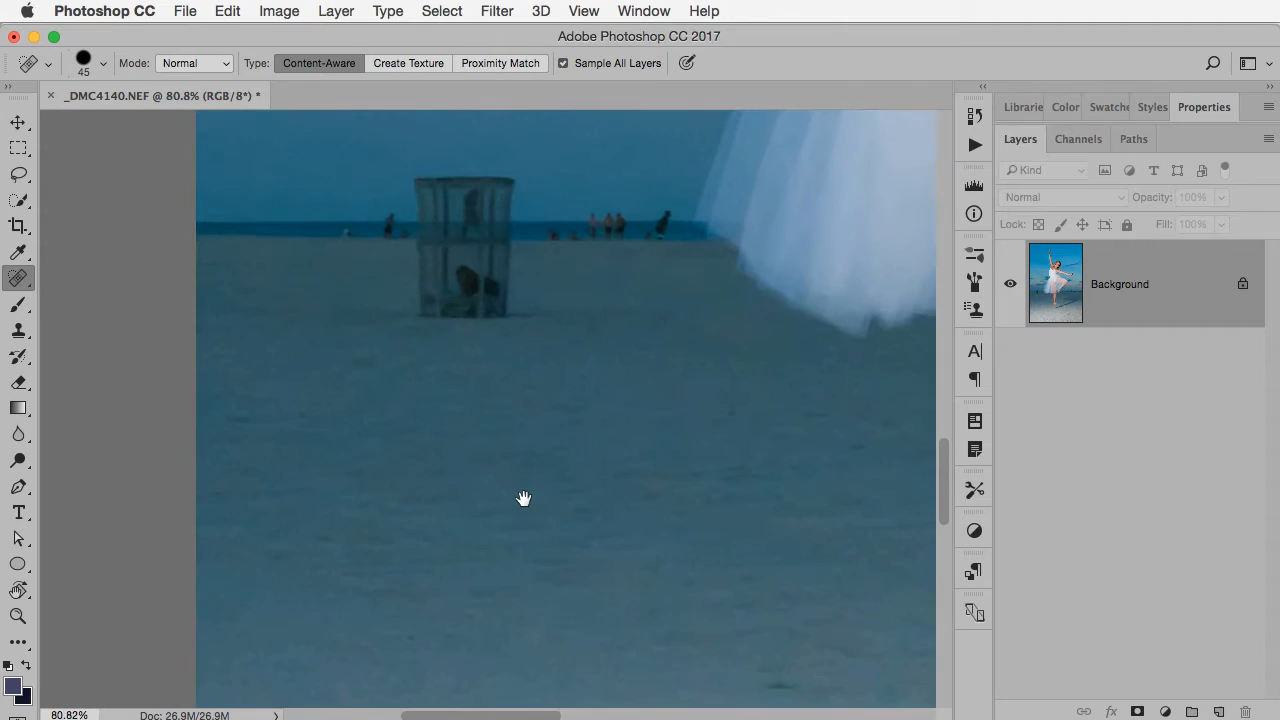 Photoshop CC File Edit Image Layer Type Select Filter 3D View Window Help
Adobe Photoshop CC 2017
45 Mode: Normal Type: Content-Aware Create Texture Proximity Match Sample All Layers
_DMC4140.NEF @ 80.8% (RGB/8*) *
Librarie Color Swatche Styles Properties
Layers Channels Paths
Kind
Normal Opacity: 100%
Lock: Fill: 100%
Background
80.82% Doc: 26.9M/26.9M